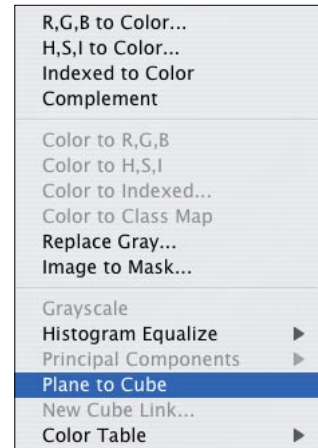 R,G,B to Color...
H,S,I to Color...
Indexed to Color
Complement
Color to R,G,B
Color to H,S,I
Color to Indexed...
Color to Class Map
Replace Gray...
Image to Mask...
Grayscale
Histogram Equalize
Principal Components
Plane to Cube
New Cube Link...
Color Table